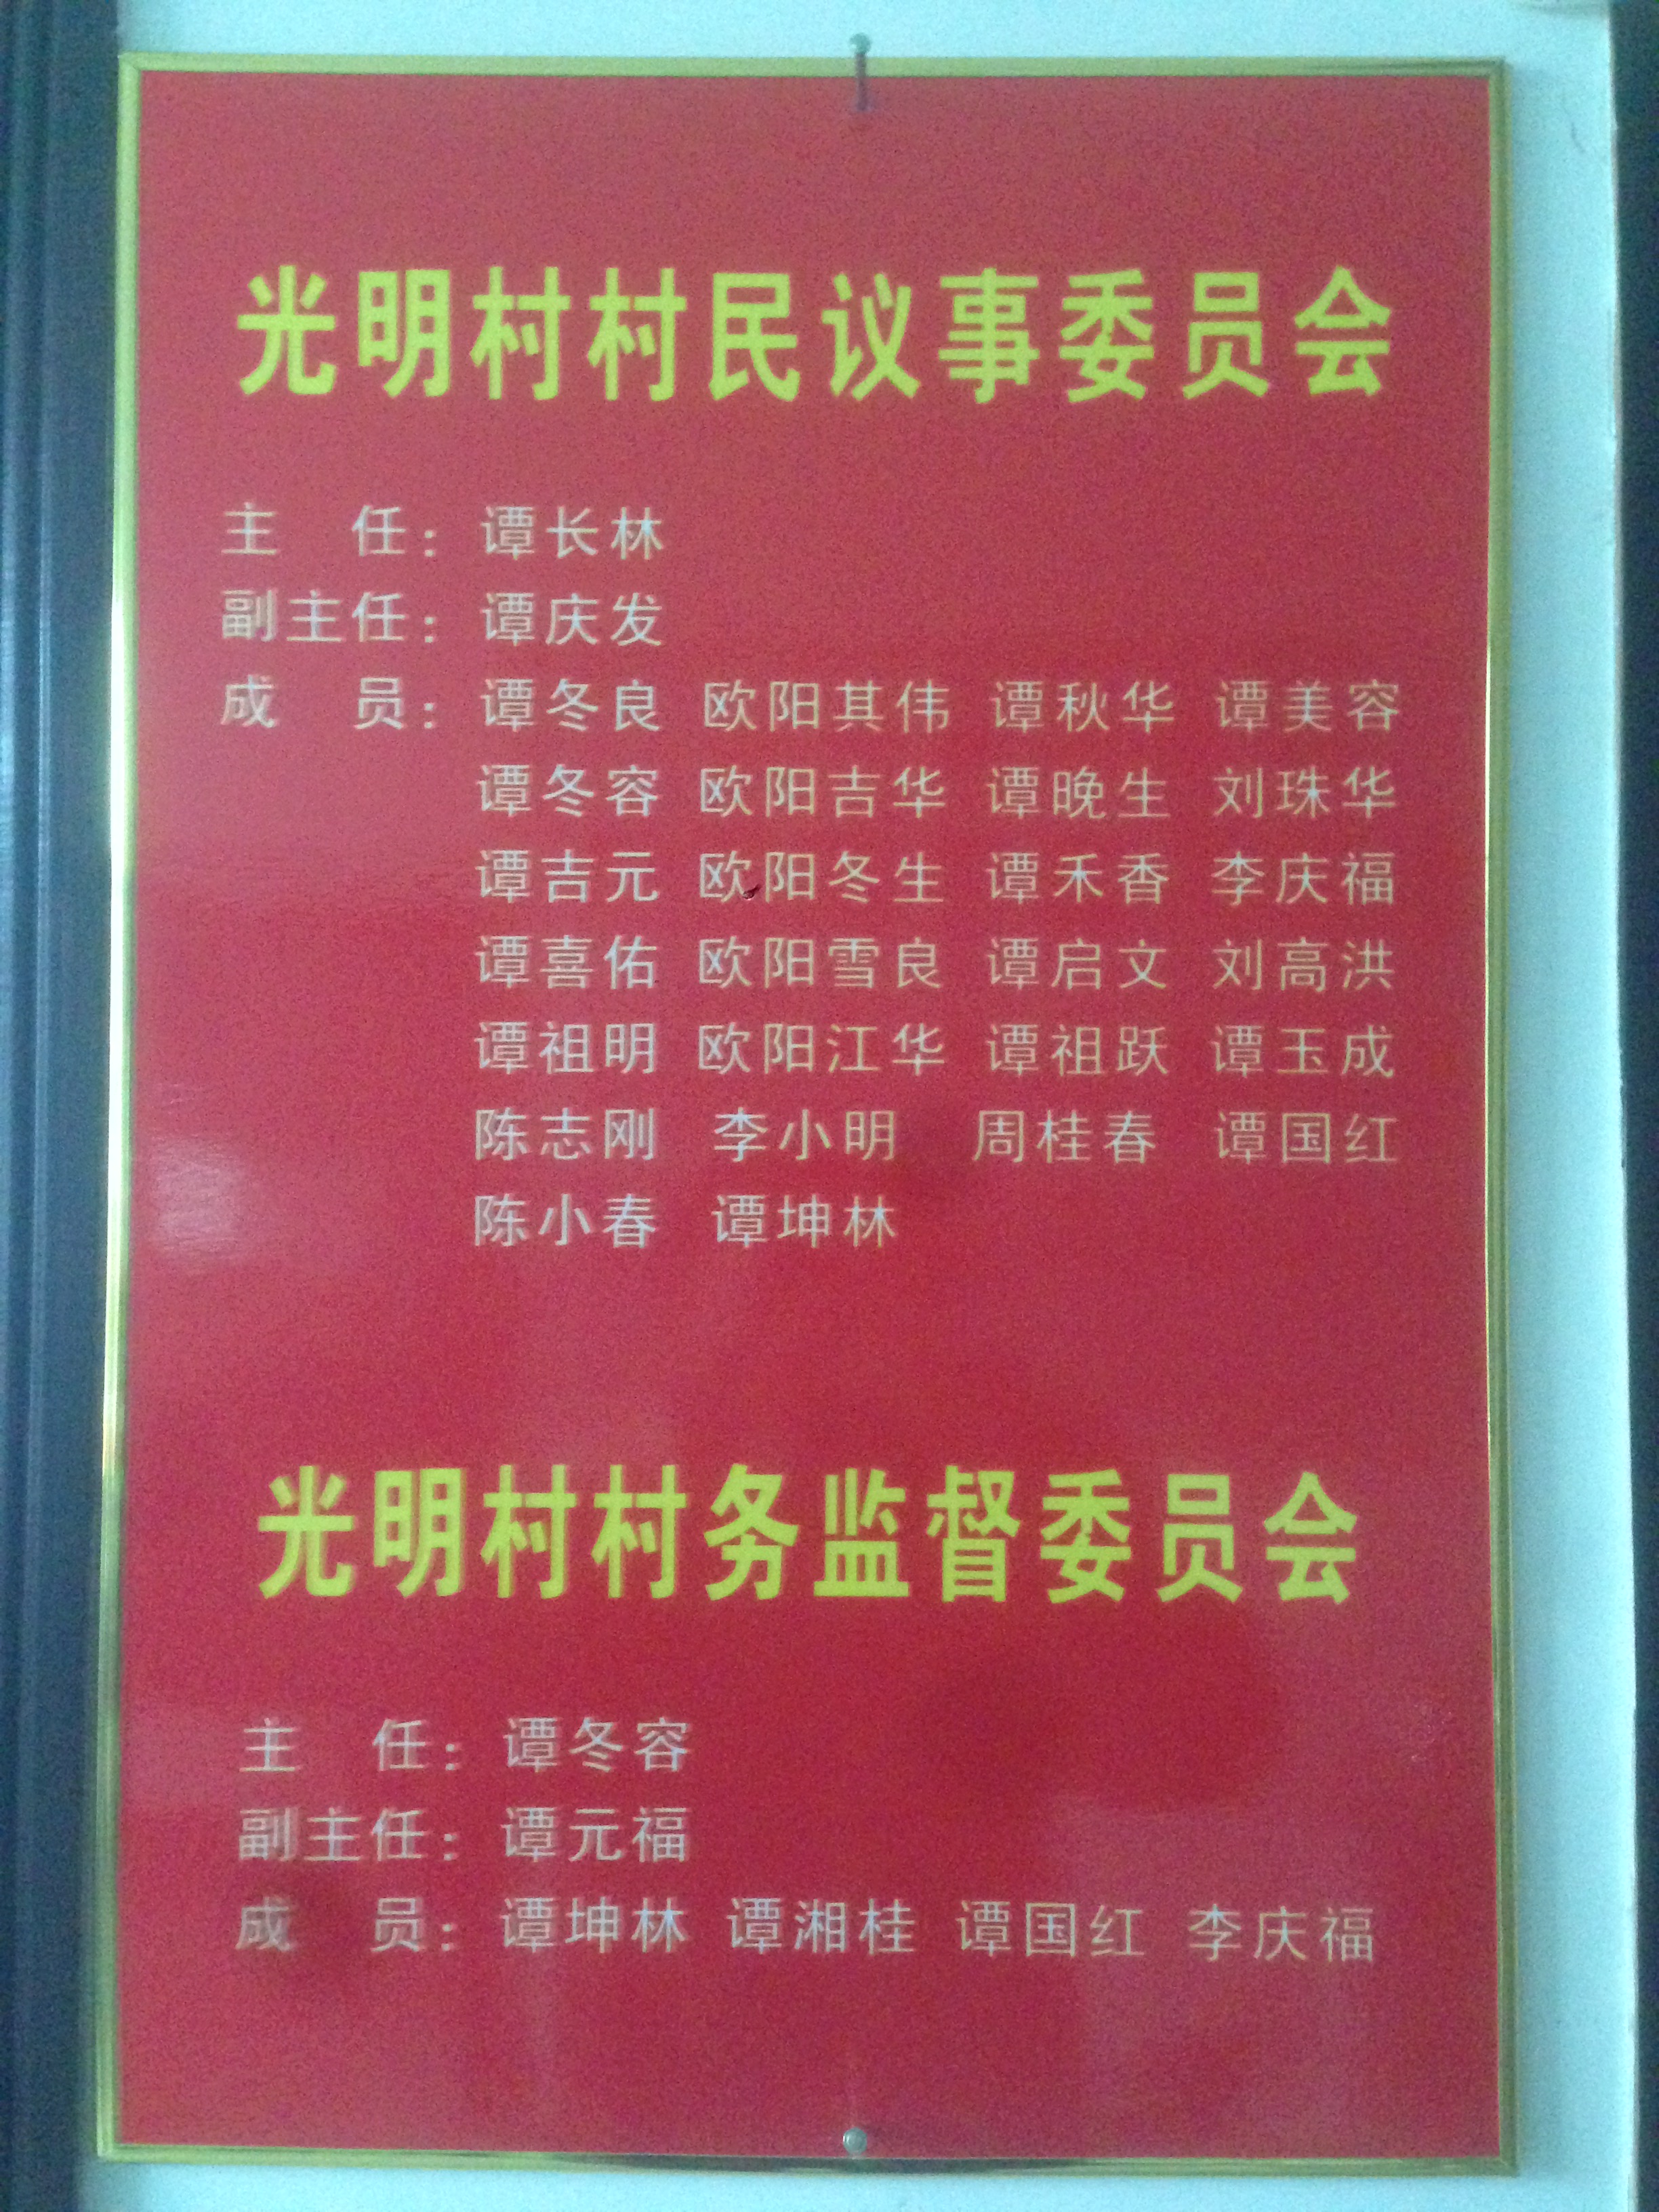 光明村村民议事委员会
主 任：谭长林
副主任：谭庆发
成 员：谭冬良 欧阳其伟 谭秋华 谭美容
谭冬容 欧阳吉华 谭晚生 刘珠华
谭吉元 欧阳冬生 谭禾香 李庆福
谭喜佑 欧阳雪良 谭启文 刘高洪
谭祖明 欧阳江华 谭祖跃 谭玉成
陈志刚 李小明 周桂春 谭国红
陈小春 谭坤林
光明村村务监督委员会
主 任：谭冬容
副主任：谭元福
成 员：谭坤林 谭湘桂 谭国红 李庆福